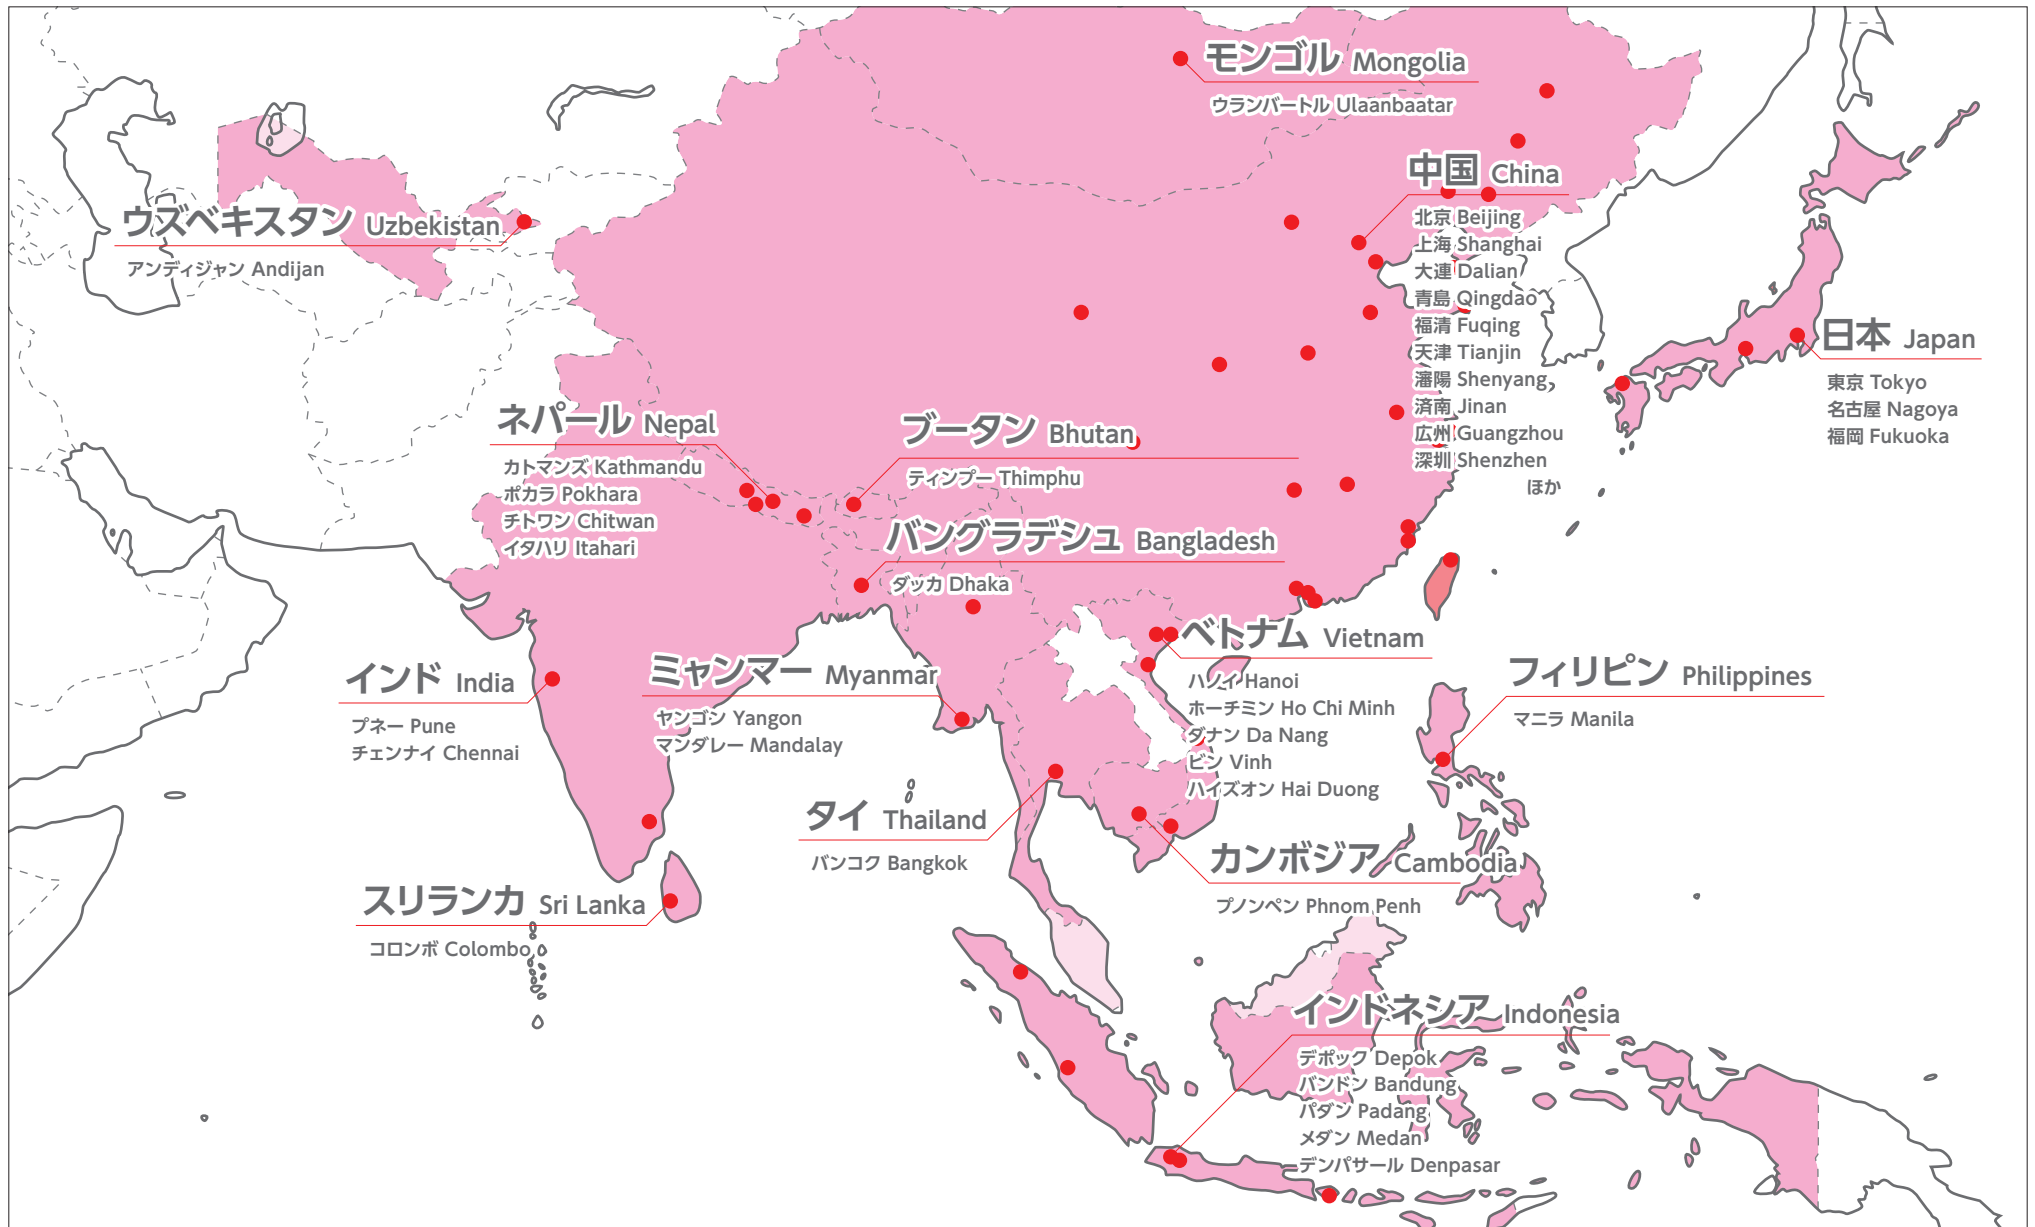 モンゴル Mongolia
ウランバートル Ulaanbaatar
中国 China
北京 Beijing
上海 Shanghai
大連 Dalian
青島 Qingdao
福清 Fuqing
天津 Tianjin
瀋陽 Shenyang
済南 Jinan
広州 Guangzhou
深圳 Shenzhen
ほか
ウズベキスタン Uzbekistan
アンディジャン Andijan
日本 Japan
東京 Tokyo
名古屋 Nagoya
福岡 Fukuoka
ネパール Nepal
カトマンズ Kathmandu
ポカラ Pokhara
チトワン Chitwan
イタハリ Itahari
ブータン Bhutan
ティンプー Thimphu
バングラデシュ Bangladesh
ダッカ Dhaka
ベトナム Vietnam
ハノイ Hanoi
ホーチミン Ho Chi Minh
ダナン Da Nang
ビン Vinh
ハイズオン Hai Duong
インド India
プネー Pune
チェンナイ Chennai
ミャンマー Myanmar
ヤンゴン Yangon
マンダレー Mandalay
フィリピン Philippines
マニラ Manila
タイ Thailand
バンコク Bangkok
カンボジア Cambodia
プノンペン Phnom Penh
スリランカ Sri Lanka
コロンボ Colombo
インドネシア Indonesia
デポック Depok
バンドン Bandung
パダン Padang
メダン Medan
デンパサール Denpasar